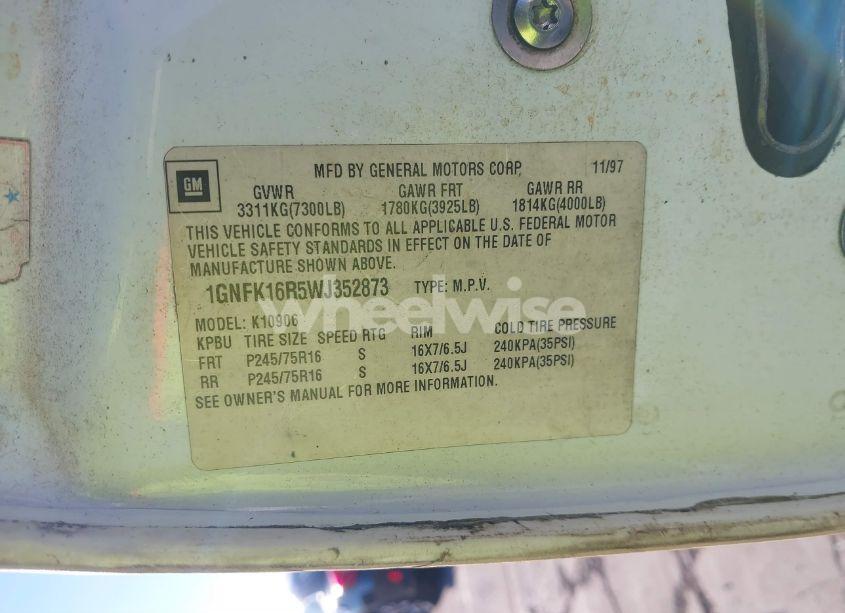 GM
MFD BY GENERAL MOTORS CORP, 11/97
GVWR GAWR FRT GAWR RR
3311KG(7300LB) 1780KG(3925LB) 1814KG(4000LB)
THIS VEHICLE CONFORMS TO ALL APPLICABLE U.S. FEDERAL MOTOR
VEHICLE SAFETY STANDARDS IN EFFECT ON THE DATE OF
MANUFACTURE SHOWN ABOVE.
1GNFK16R5WJ352873 TYPE: M.P.V.
wheelwise
MODEL: K10906
KPBU TIRE SIZE SPEED RTG RIM COLD TIRE PRESSURE
FRT P245/75R16 S 16X7/6.5J 240KPA(35PSI)
RR P245/75R16 S 16X7/6.5J 240KPA(35PSI)
SEE OWNER'S MANUAL FOR MORE INFORMATION.